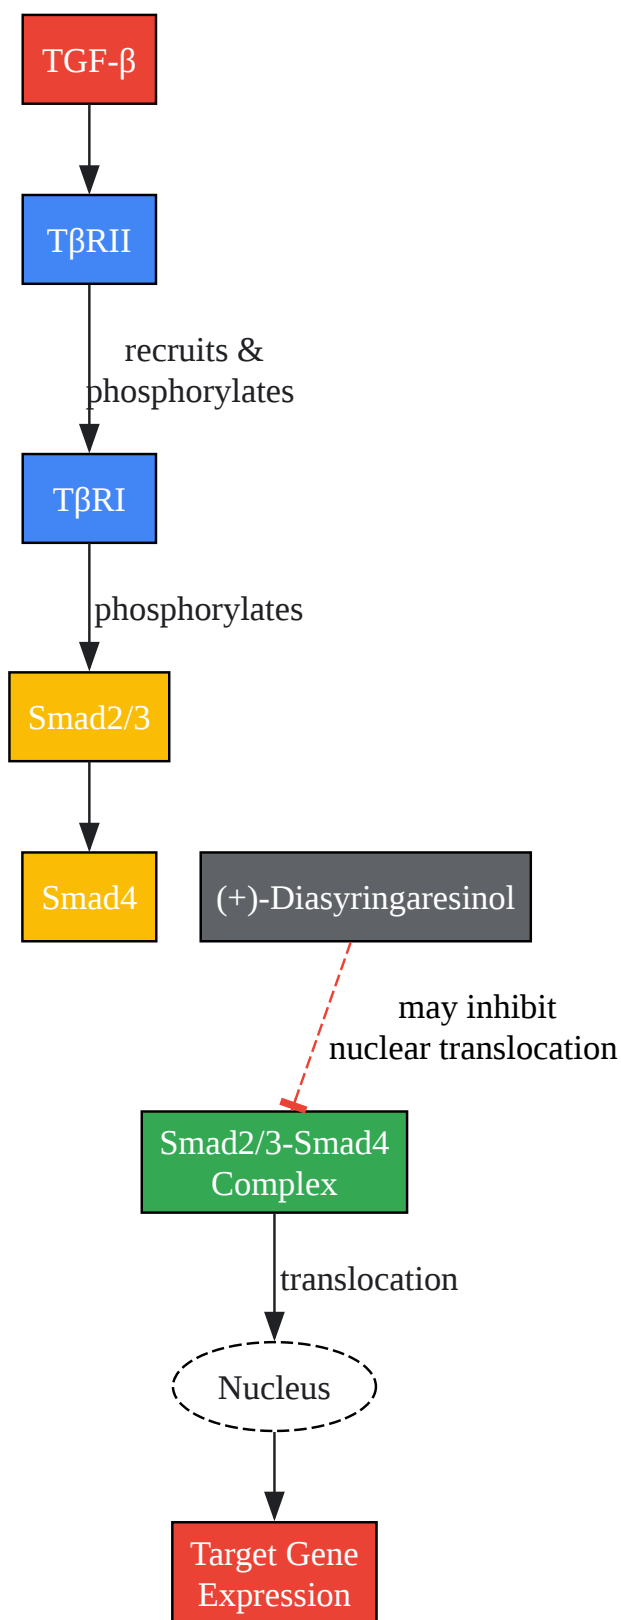 TGF-β
TβRII
recruits &
phosphorylates
TβRI
phosphorylates
Smad2/3
Smad4
(+)-Diasyringaresinol
may inhibit
nuclear translocation
Smad2/3-Smad4
Complex
translocation
Nucleus
Target Gene
Expression